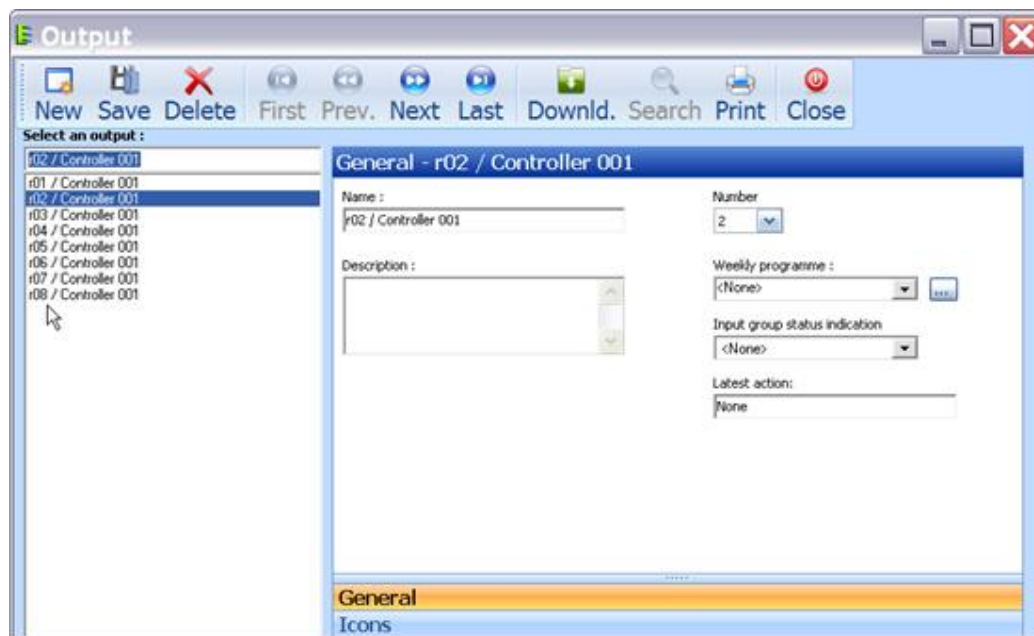 Output
New Save Delete First Prev. Next Last Downld. Search Print Close
Select an output :
r02 / Controller 001
r01 / Controller 001
r02 / Controller 001
r03 / Controller 001
r04 / Controller 001
r05 / Controller 001
r06 / Controller 001
r07 / Controller 001
r08 / Controller 001
General - r02 / Controller 001
Name :
r02 / Controller 001
Number
2
Description :
Weekly programme :
<None>
...
Input group status indication
<None>
Latest action:
None
General
Icons